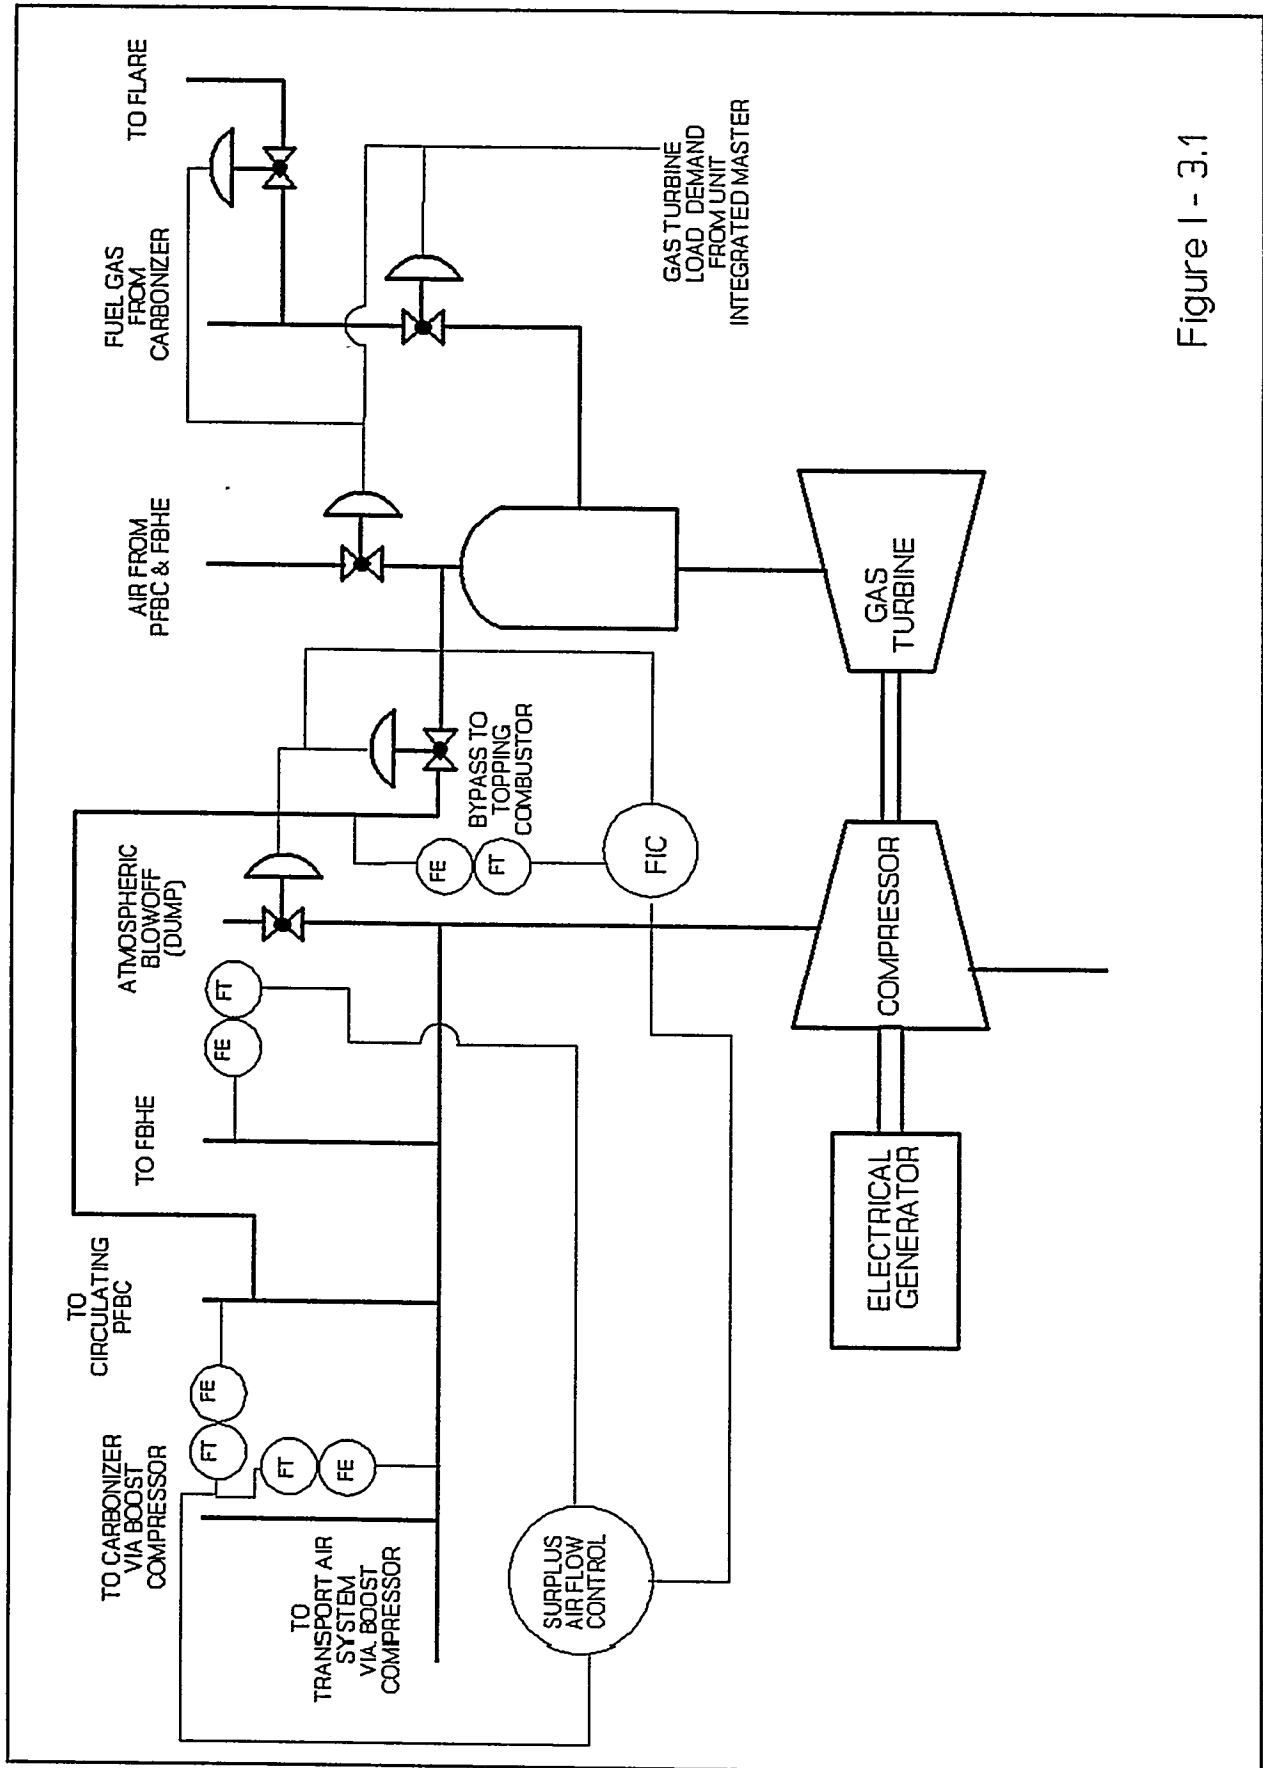 TO CARBONIZER
VIA BOOST
COMPRESSOR
TO
CIRCULATING
PFBC
TO FBHE
ATMOSPHERIC
BLOWOFF
(DUMP)
AIR FROM
PFBC & FBHE
FUEL GAS
FROM
CARBONIZER
TO FLARE
FT
FE
FE
FT
FT
FE
TO
TRANSPORT AIR
SYSTEM
VIA. BOOST
COMPRESSOR
FE
FT
BYPASS TO
TOPPING
COMBUSTOR
SURPLUS
AIR FLOW
CONTROL
FIC
GAS TURBINE
LOAD DEMAND
FROM UNIT
INTEGRATED MASTER
ELECTRICAL
GENERATOR
COMPRESSOR
GAS
TURBINE
Figure I - 3.1